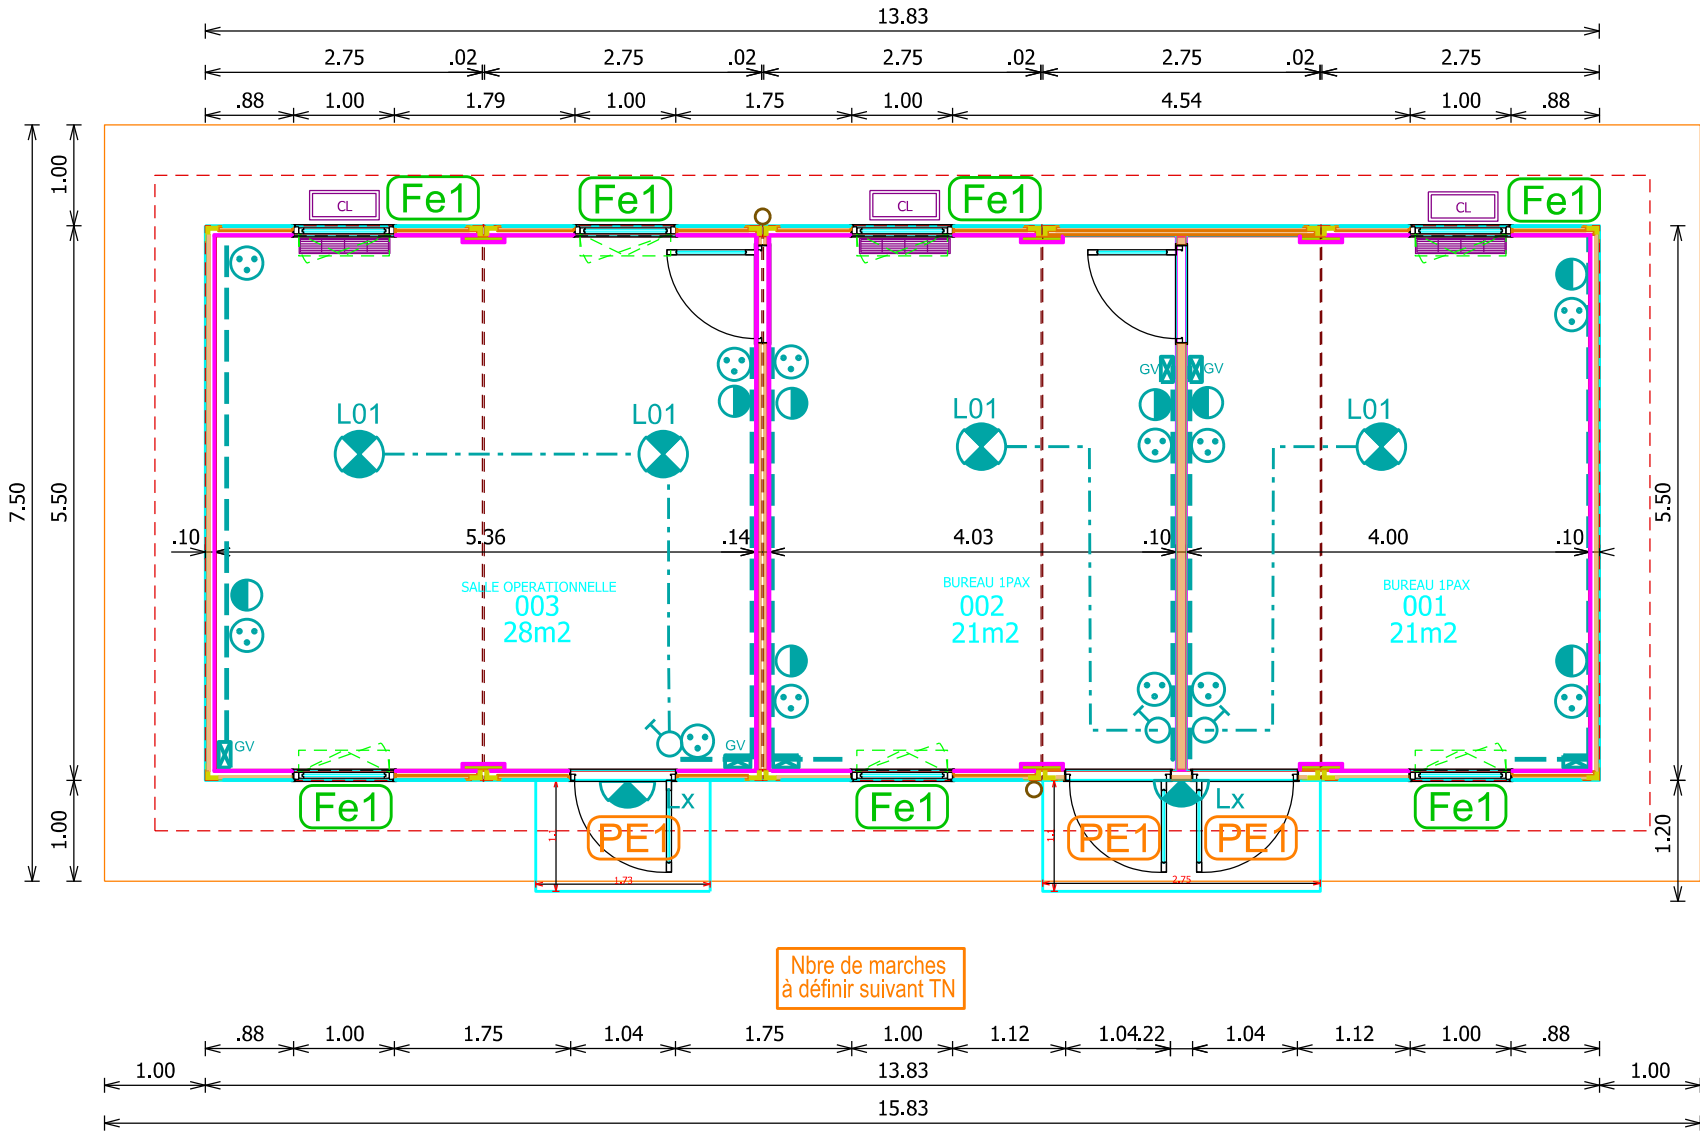 13.83
2.75 .02 2.75 .02 2.75 .02 2.75 .02 2.75
.88 1.00 1.79 1.00 1.75 1.00 4.54 1.00 .88
7.50
1.00
5.50
1.00
5.50
1.20
CL Fe1 Fe1 CL Fe1 CL Fe1
GV GV
L01 L01 L01 L01
.10 5.36 .14 4.03 .10 4.00 .10
SALLE OPERATIONNELLE
003
28m2
BUREAU 1PAX
002
21m2
BUREAU 1PAX
001
21m2
GV GV
Fe1 Lx Fe1 Lx Fe1
PE1 PE1 PE1
1.73 2.75
Nbre de marches
à définir suivant TN
.88 1.00 1.75 1.04 1.75 1.00 1.12 1.04 .22 1.04 1.12 1.00 .88
1.00 13.83 1.00
15.83